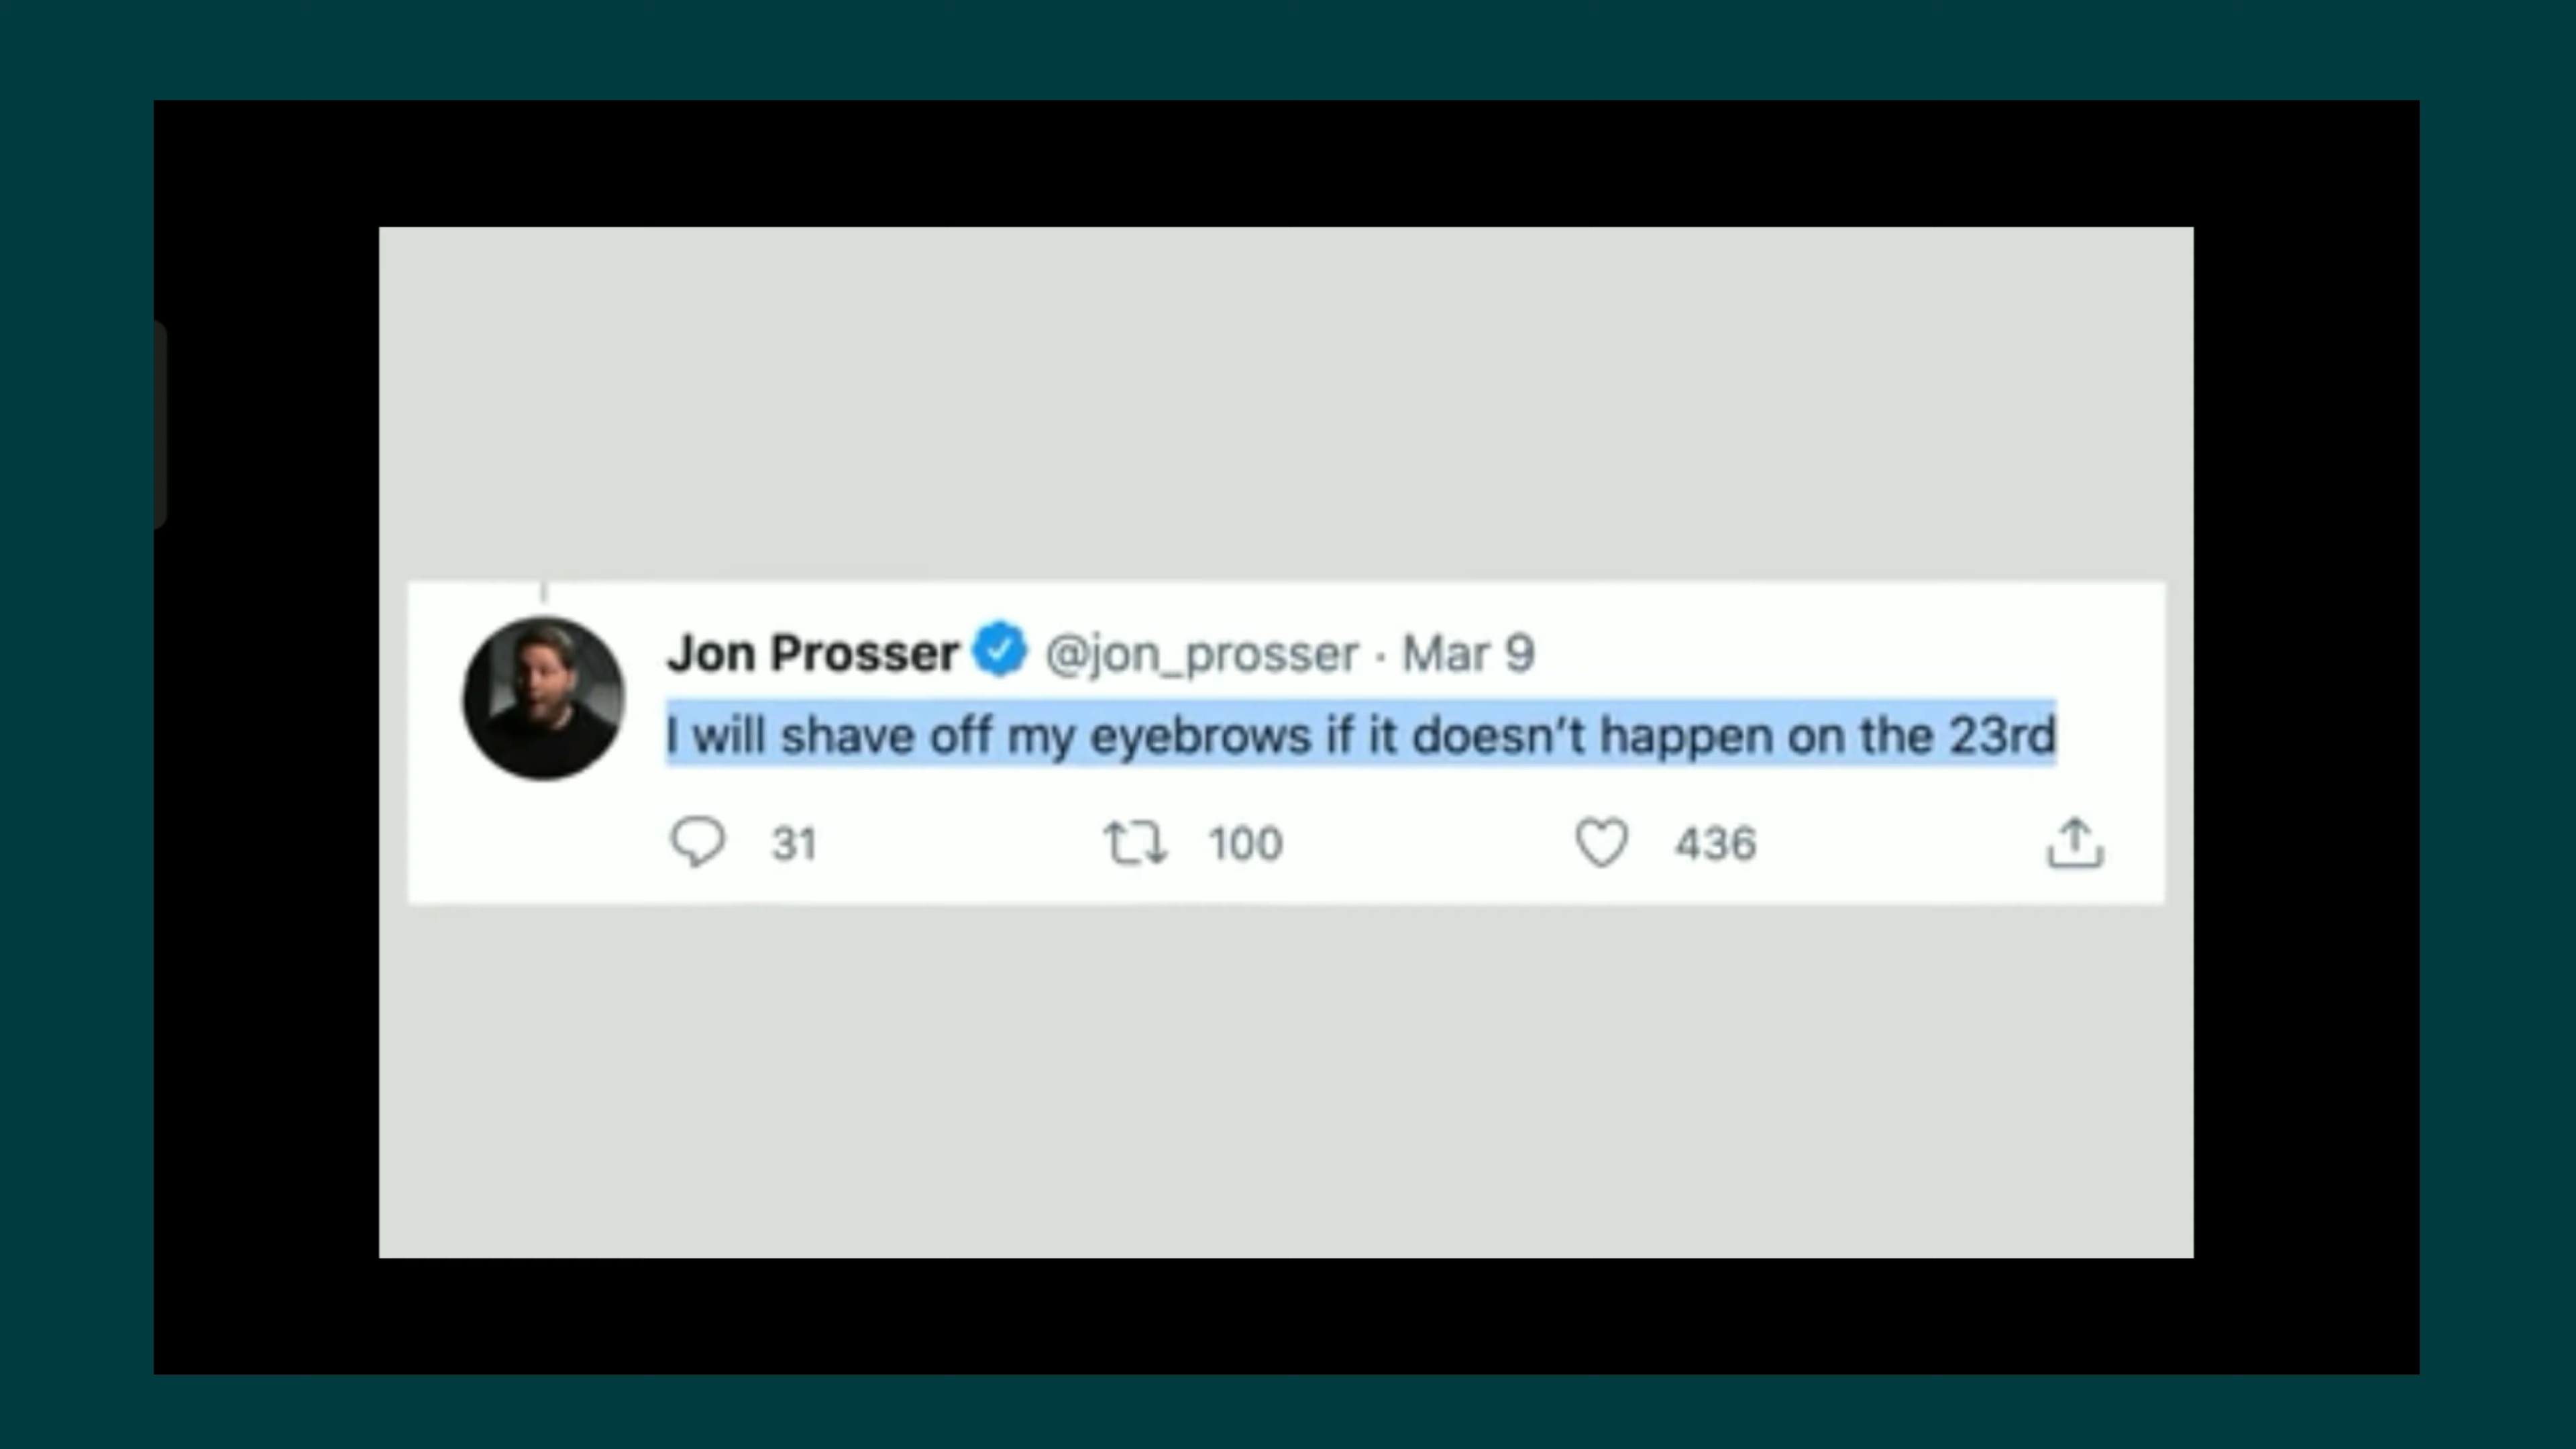 Jon Prosser @jon_prosser · Mar 9
I will shave off my eyebrows if it doesn’t happen on the 23rd
31 100 436